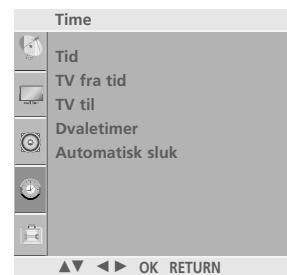 Time
Tid
TV fra tid
TV til
Dvaletimer
Automatisk sluk
▲▼ ◄► OK RETURN